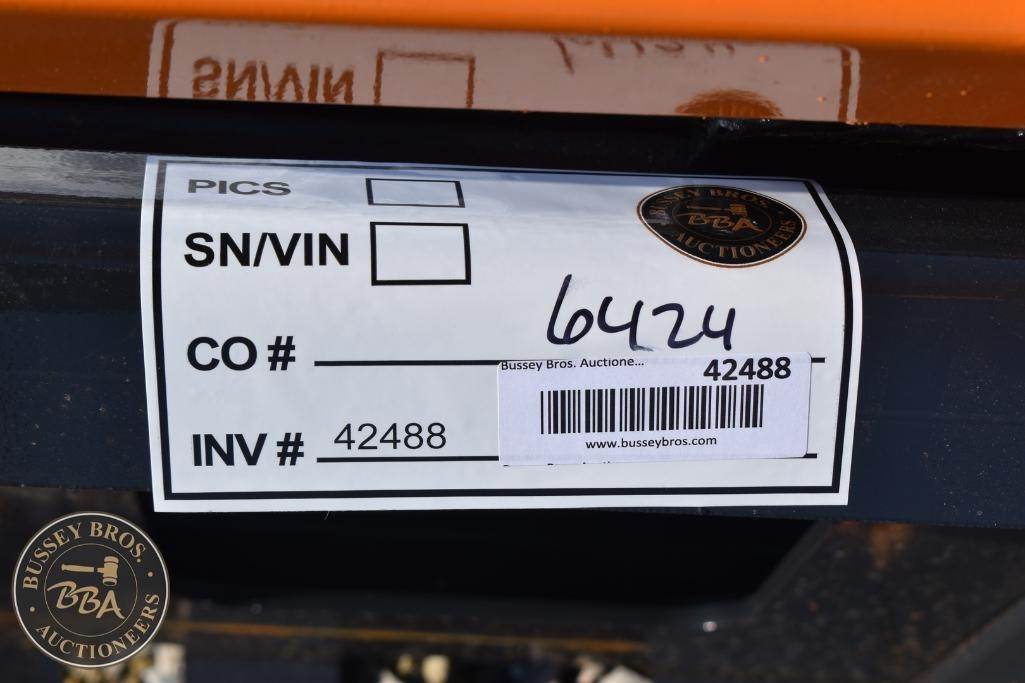 SN/VIN
PICS
BUSSEY BROS.
BBA
AUCTIONEERS
SN/VIN
6424
CO #
Bussey Bros. Auctione...
42488
INV # 42488
www.busseybros.com
BUSSEY BROS.
BBA
AUCTIONEERS